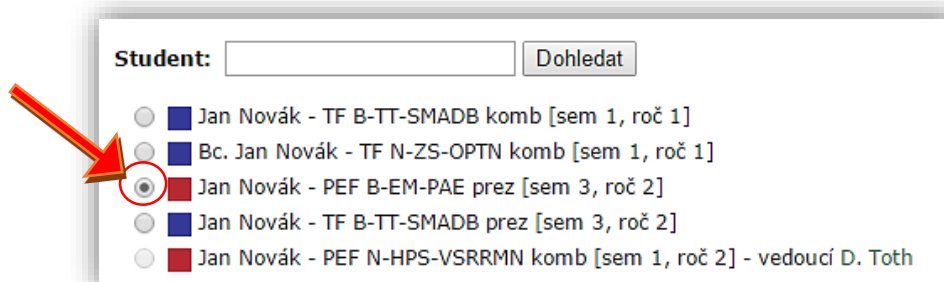 Student: Dohledat
Jan Novák - TF B-TT-SMADB komb [sem 1, roč 1]
Bc. Jan Novák - TF N-ZS-OPTN komb [sem 1, roč 1]
Jan Novák - PEF B-EM-PAE prez [sem 3, roč 2]
Jan Novák - TF B-TT-SMADB prez [sem 3, roč 2]
Jan Novák - PEF N-HPS-VSRRMN komb [sem 1, roč 2] - vedoucí D. Toth